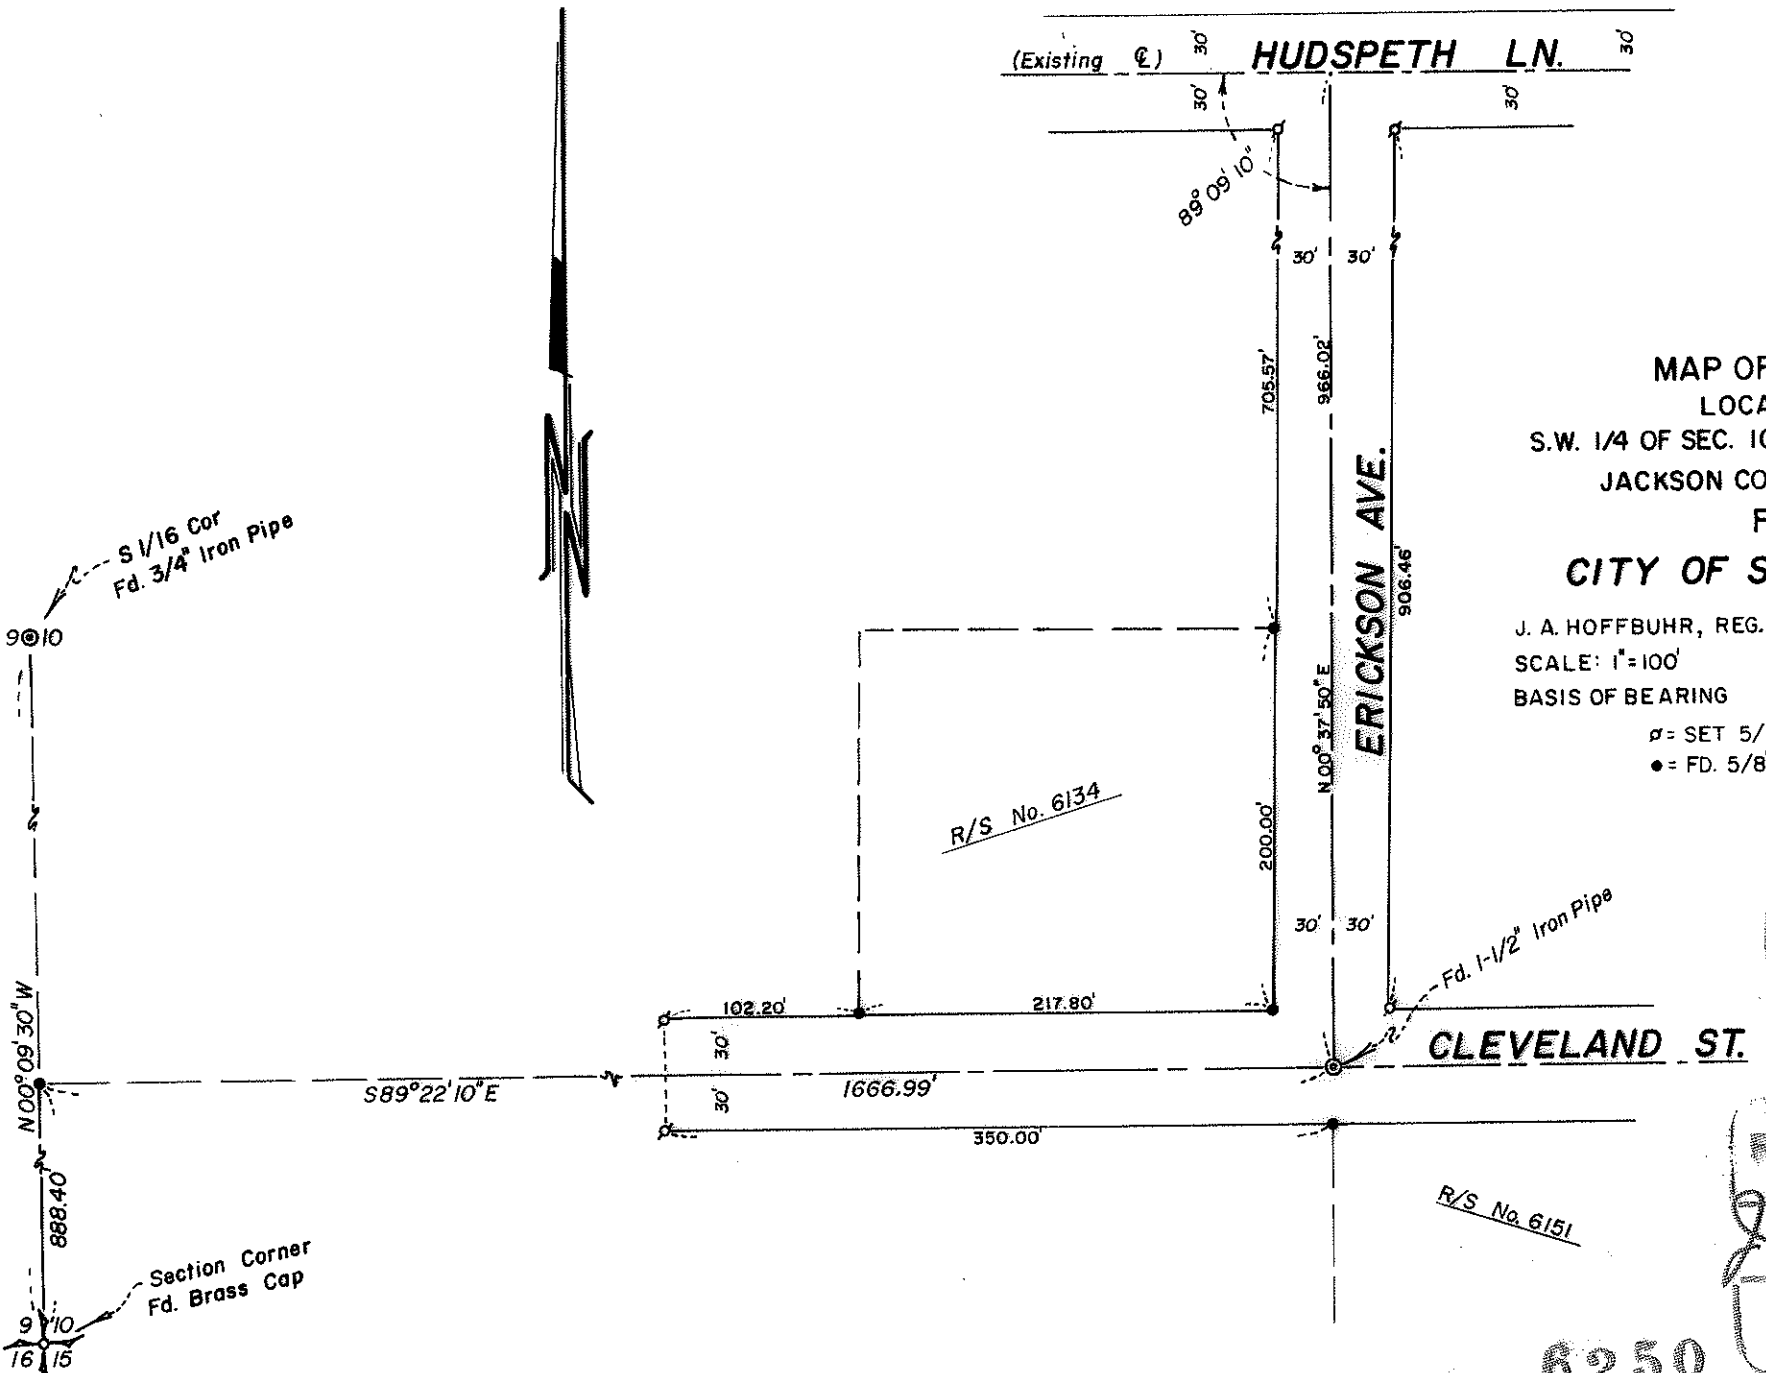 (Existing ℄)
30'
HUDSPETH LN.
30'
30'
30'
89° 09' 10"
30'
30'
705.57'
966.02'
MAP OF
LOCA
S.W. 1/4 OF SEC. 10
JACKSON CO
F
CITY OF S
J. A. HOFFBUHR, REG.
SCALE: 1"=100'
BASIS OF BEARING
ø= SET 5/
●= FD. 5/8
ERICKSON AVE.
906.46'
N 00° 37' 50" E
S 1/16 Cor
Fd. 3/4" Iron Pipe
9
10
N
R/S No. 6134
200.00'
30'
30'
Fd. 1-1/2" Iron Pipe
102.20'
217.80'
30'
30'
CLEVELAND ST.
N 00° 09' 30" W
S 89° 22' 10" E
1666.99'
350.00'
888.40'
R/S No. 6151
Section Corner
Fd. Brass Cap
9
10
16
15
6250